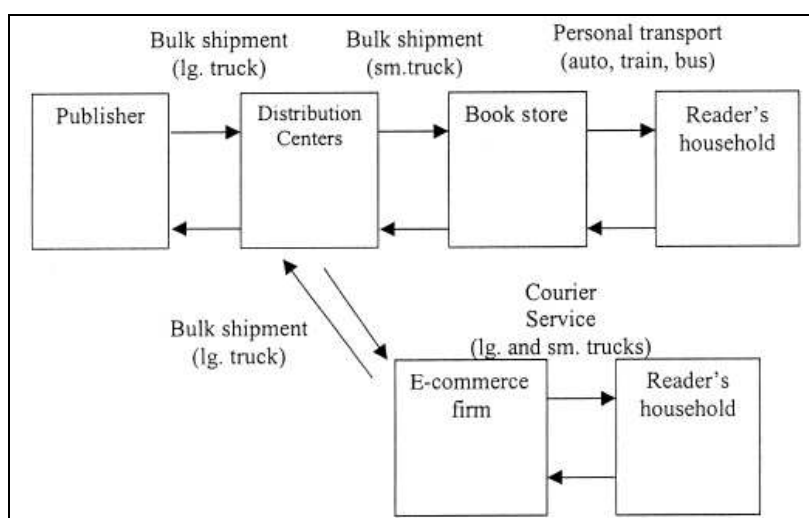 Bulk shipment
(lg. truck)
Bulk shipment
(sm.truck)
Personal transport
(auto, train, bus)
Publisher
Distribution
Centers
Book store
Reader's
household
Bulk shipment
(lg. truck)
Courier
Service
(lg. and sm. trucks)
E-commerce
firm
Reader's
household